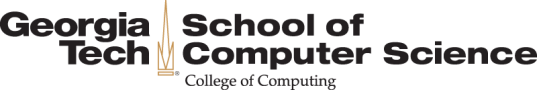 Georgia Tech
School of Computer Science
College of Computing
®